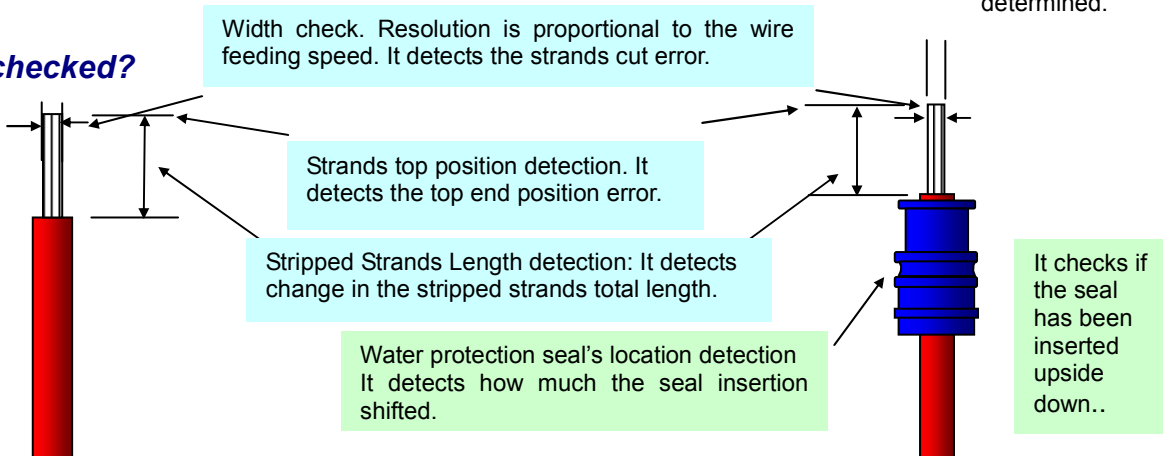 determined.
Width check. Resolution is proportional to the wire
feeding speed. It detects the strands cut error.
checked?
Strands top position detection. It
detects the top end position error.
Stripped Strands Length detection: It detects
change in the stripped strands total length.
It checks if
the seal
has been
inserted
upside
down..
Water protection seal's location detection
It detects how much the seal insertion
shifted.